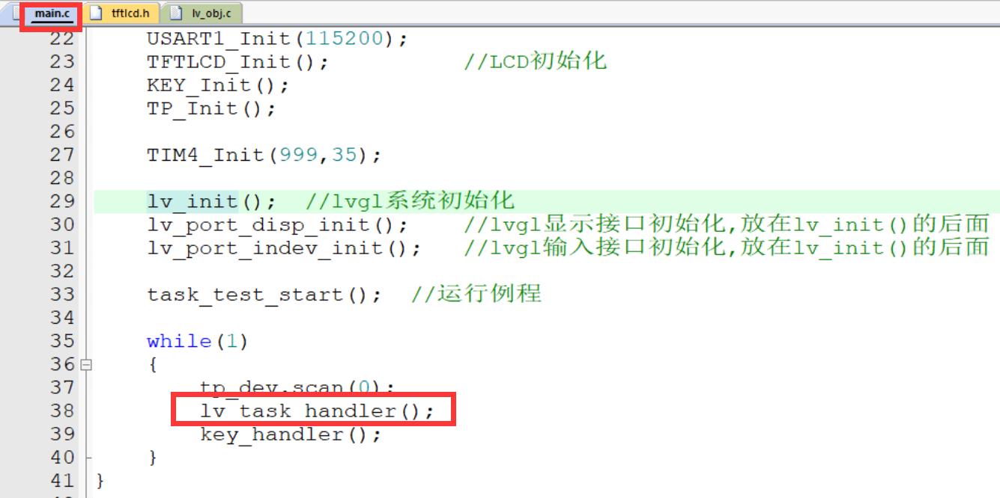 main.c tftlcd.h lv_obj.c
22 USART1_Init(115200);
23 TFTLCD_Init(); //LCD初始化
24 KEY_Init();
25 TP_Init();
26
27 TIM4_Init(999,35);
28
29 lv_init(); //lvgl系统初始化
30 lv_port_disp_init(); //lvgl显示接口初始化,放在lv_init()的后面
31 lv_port_indev_init(); //lvgl输入接口初始化,放在lv_init()的后面
32
33 task_test_start(); //运行例程
34
35 while(1)
36 {
37 tp_dev.scan(0);
38 lv_task_handler();
39 key_handler();
40 }
41 }